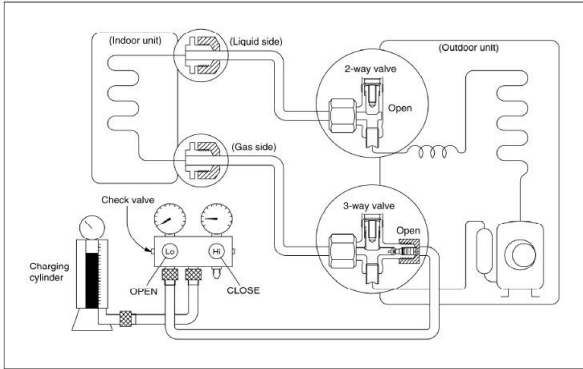 (Indoor unit)
(Liquid side)
(Outdoor unit)
2-way valve
Open
(Gas side)
3-way valve
Open
Check valve
Lo
Hi
Charging
cylinder
OPEN
CLOSE